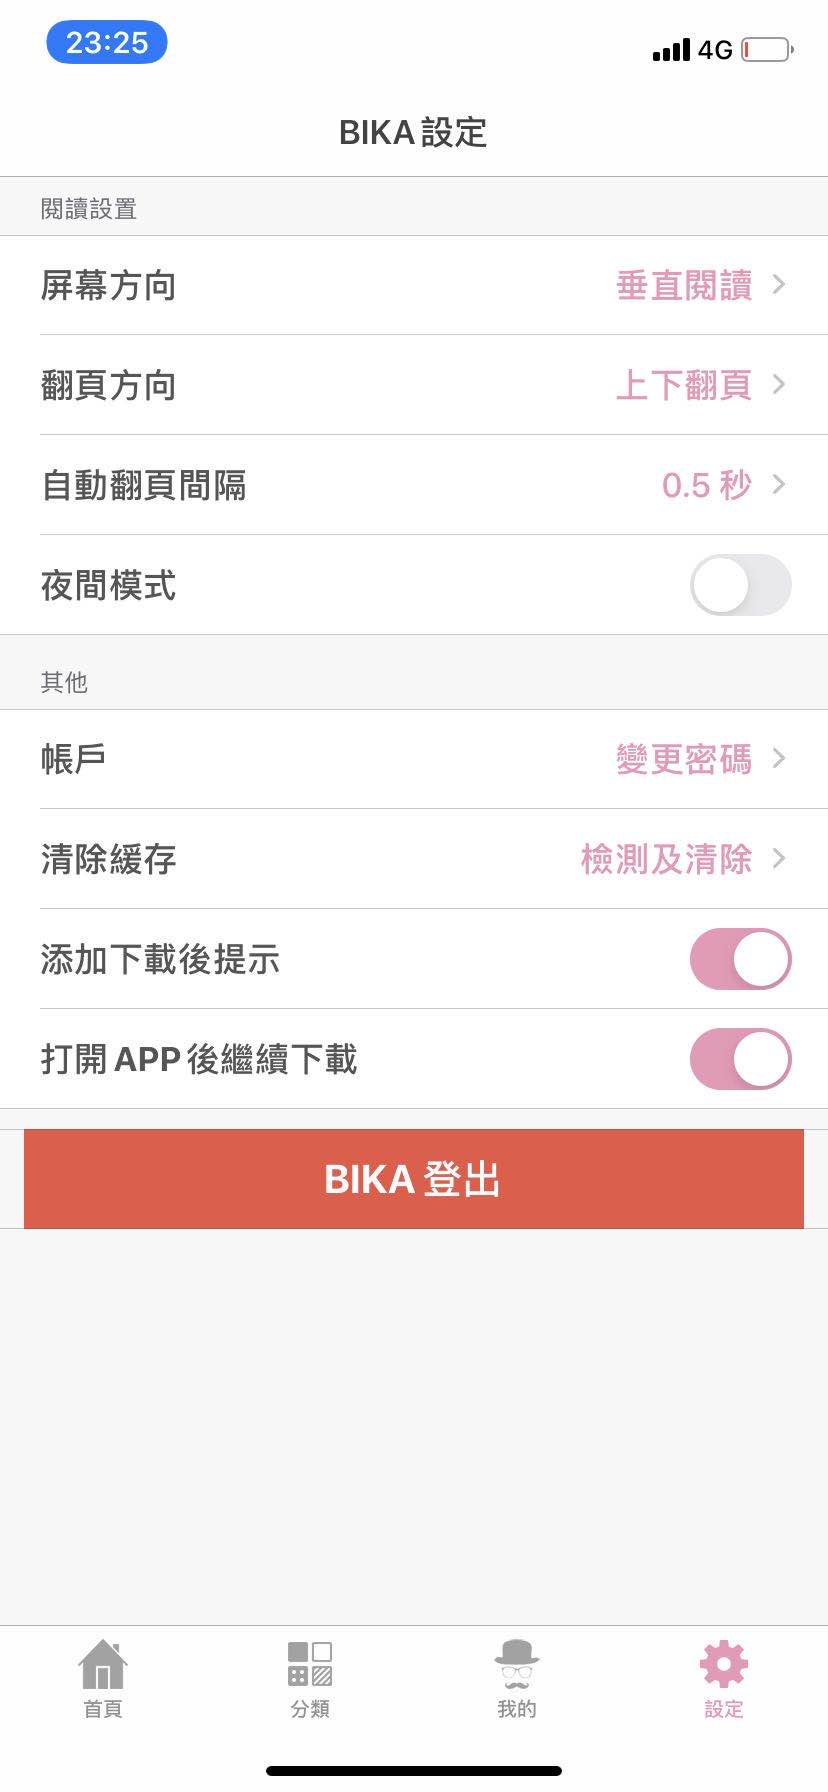 23:25
4G
BIKA設定
閱讀設置
屏幕方向 垂直閱讀
翻頁方向 上下翻頁
自動翻頁間隔 0.5 秒
夜間模式
其他
帳戶 變更密碼
清除緩存 檢測及清除
添加下載後提示
打開 APP 後繼續下載
BIKA 登出
首頁 分類 我的 設定